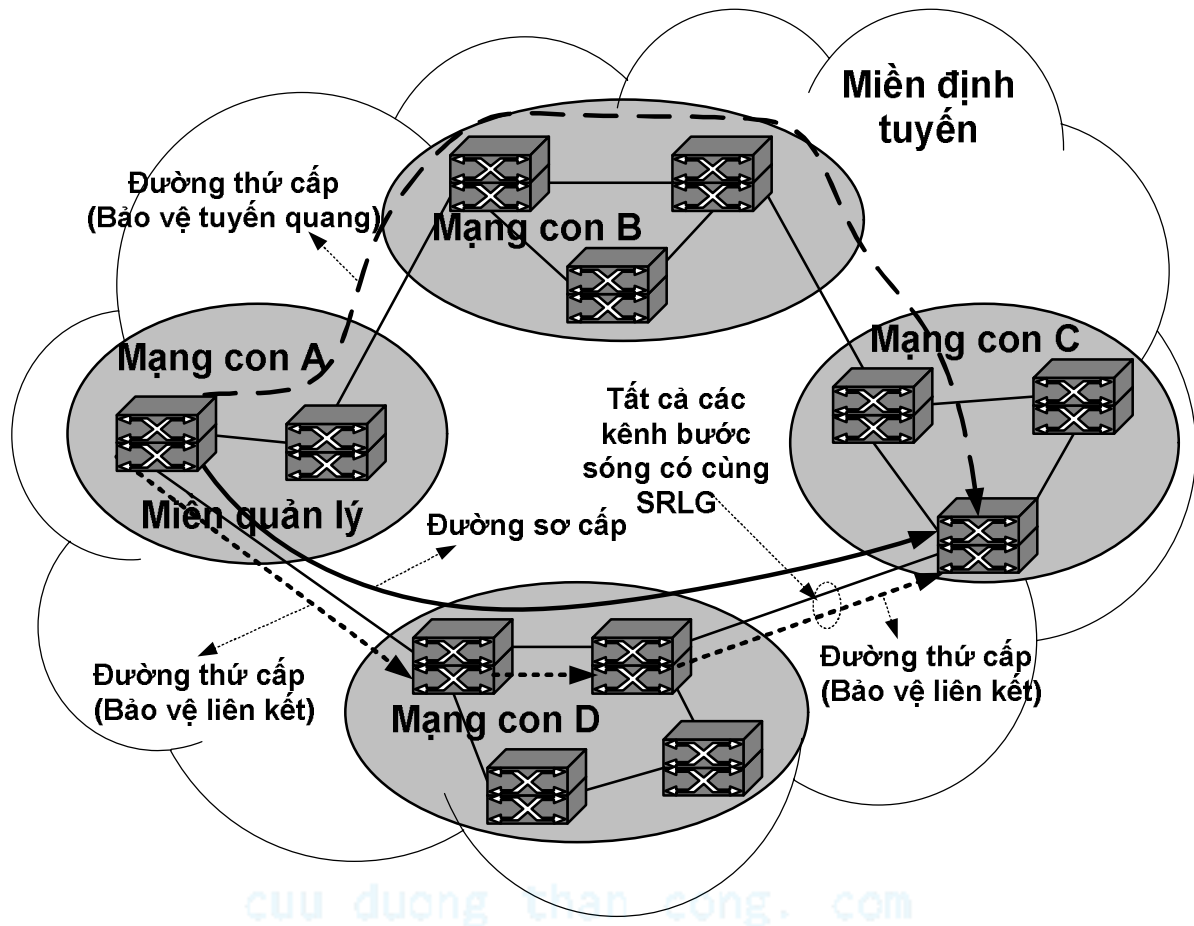 Miền định
tuyến
Đường thứ cấp
(Bảo vệ tuyến quang)
Mạng con B
Mạng con A
Mạng con C
Tất cả các
kênh bước
sóng có cùng
SRLG
Miền quản lý
Đường sơ cấp
Đường thứ cấp
(Bảo vệ liên kết)
Đường thứ cấp
(Bảo vệ liên kết)
Mạng con D
cuu duong than cong. com